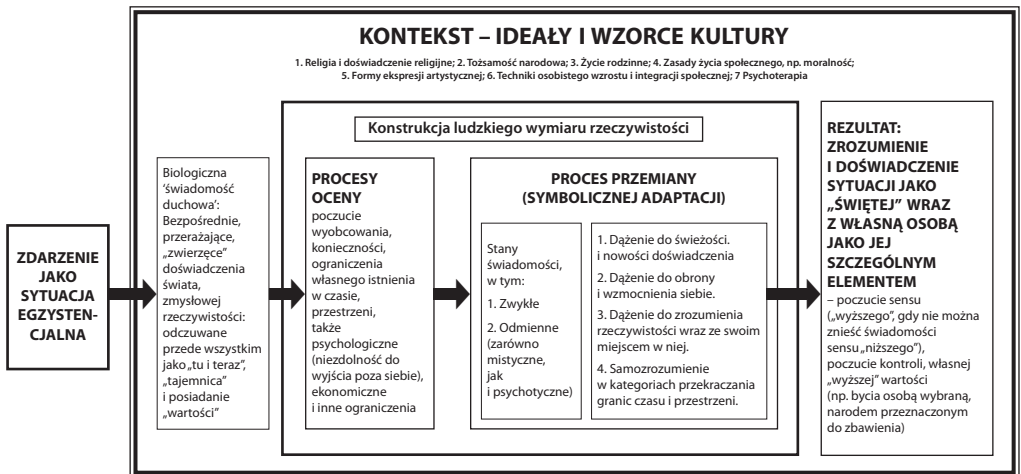 KONTEKST – IDEAŁY I WZORCE KULTURY
1. Religia i doświadczenie religijne; 2. Tożsamość narodowa; 3. Życie rodzinne; 4. Zasady życia społecznego, np. moralność;
5. Formy ekspresji artystycznej; 6. Techniki osobistego wzrostu i integracji społecznej; 7 Psychoterapia
ZDARZENIE
JAKO
SYTUACJA
EGZYSTEN-
CJALNA
Biologiczna
‘świadomość
duchowa’:
Bezpośrednie,
przerażające,
„zwierzęce”
doświadczenia
świata,
zmysłowej
rzeczywistości:
odczuwane
przede wszystkim
jako „tu i teraz”,
„tajemnica”
i posiadanie
„wartości”
Konstrukcja ludzkiego wymiaru rzeczywistości
PROCESY
OCENY
poczucie
wyobcowania,
konieczności,
ograniczenia
własnego istnienia
w czasie,
przestrzeni,
także
psychologiczne
(niezdolność do
wyjścia poza siebie),
ekonomiczne
i inne ograniczenia
PROCES PRZEMIANY
(SYMBOLICZNEJ ADAPTACJI)
Stany
świadomości,
w tym:
1. Zwykłe
2. Odmienne
(zarówno
mistyczne,
jak
i psychotyczne)
1. Dążenie do świeżości.
i nowości doświadczenia
2. Dążenie do obrony
i wzmocnienia siebie.
3. Dążenie do zrozumienia
rzeczywistości wraz ze swoim
miejscem w niej.
4. Samozrozumienie
w kategoriach przekraczania
granic czasu i przestrzeni.
REZULTAT:
ZROZUMIENIE
I DOŚWIADCZENIE
SYTUACJI JAKO
„ŚWIĘTEJ” WRAZ
Z WŁASNĄ OSOBĄ
JAKO JEJ
SZCZEGÓLNYM
ELEMENTEM
– poczucie sensu
(„wyższego”, gdy nie można
znieść świadomości
sensu „niższego”),
poczucie kontroli, własnej
„wyższej” wartości
(np. bycia osobą wybraną,
narodem przeznaczonym
do zbawienia)